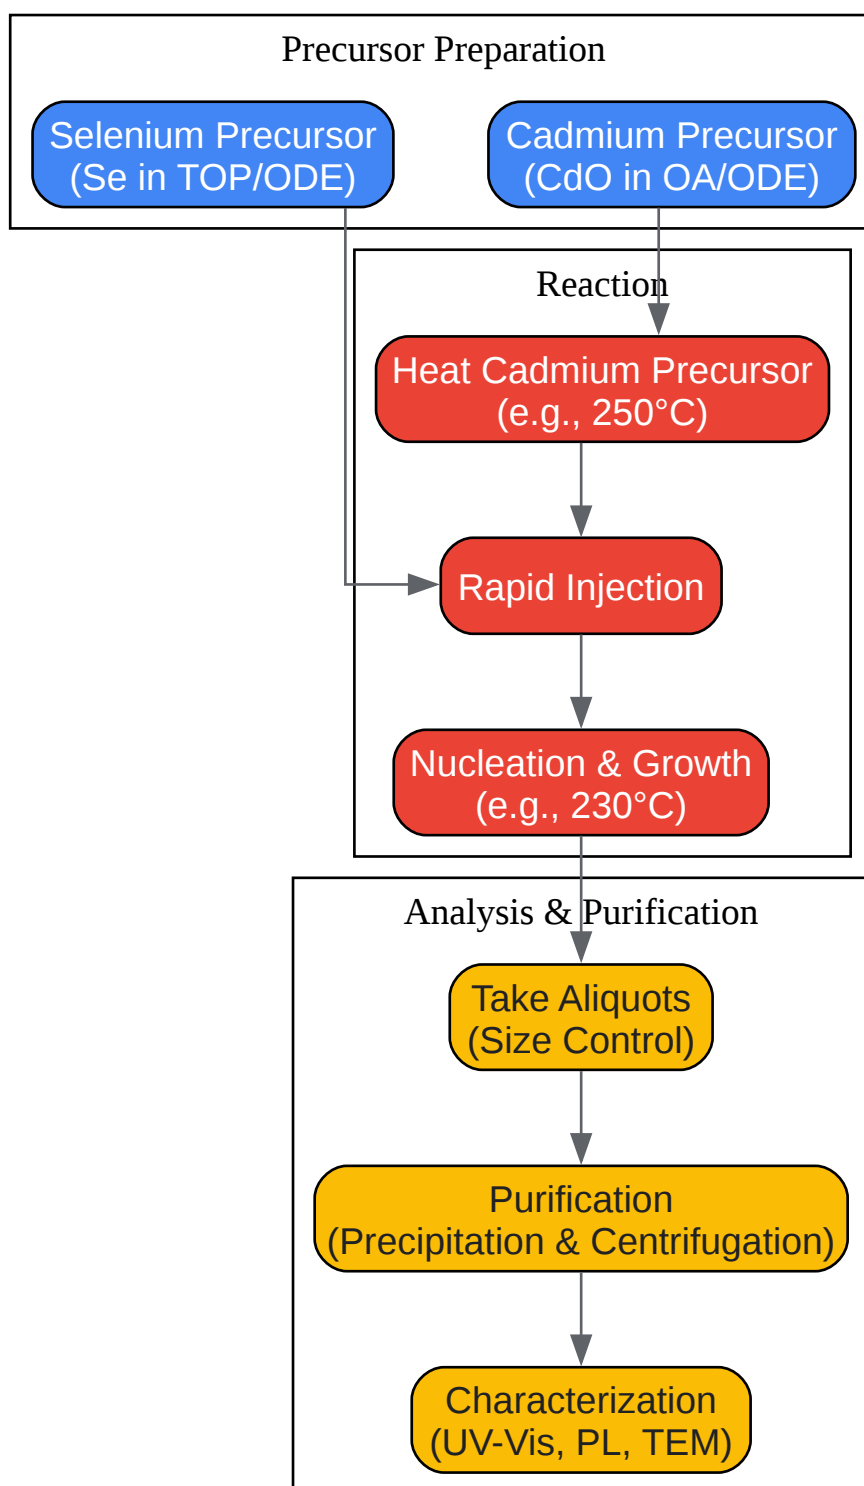 Precursor Preparation
Selenium Precursor
(Se in TOP/ODE)
Cadmium Precursor
(CdO in OA/ODE)
Reaction
Heat Cadmium Precursor
(e.g., 250°C)
Rapid Injection
Nucleation & Growth
(e.g., 230°C)
Analysis & Purification
Take Aliquots
(Size Control)
Purification
(Precipitation & Centrifugation)
Characterization
(UV-Vis, PL, TEM)